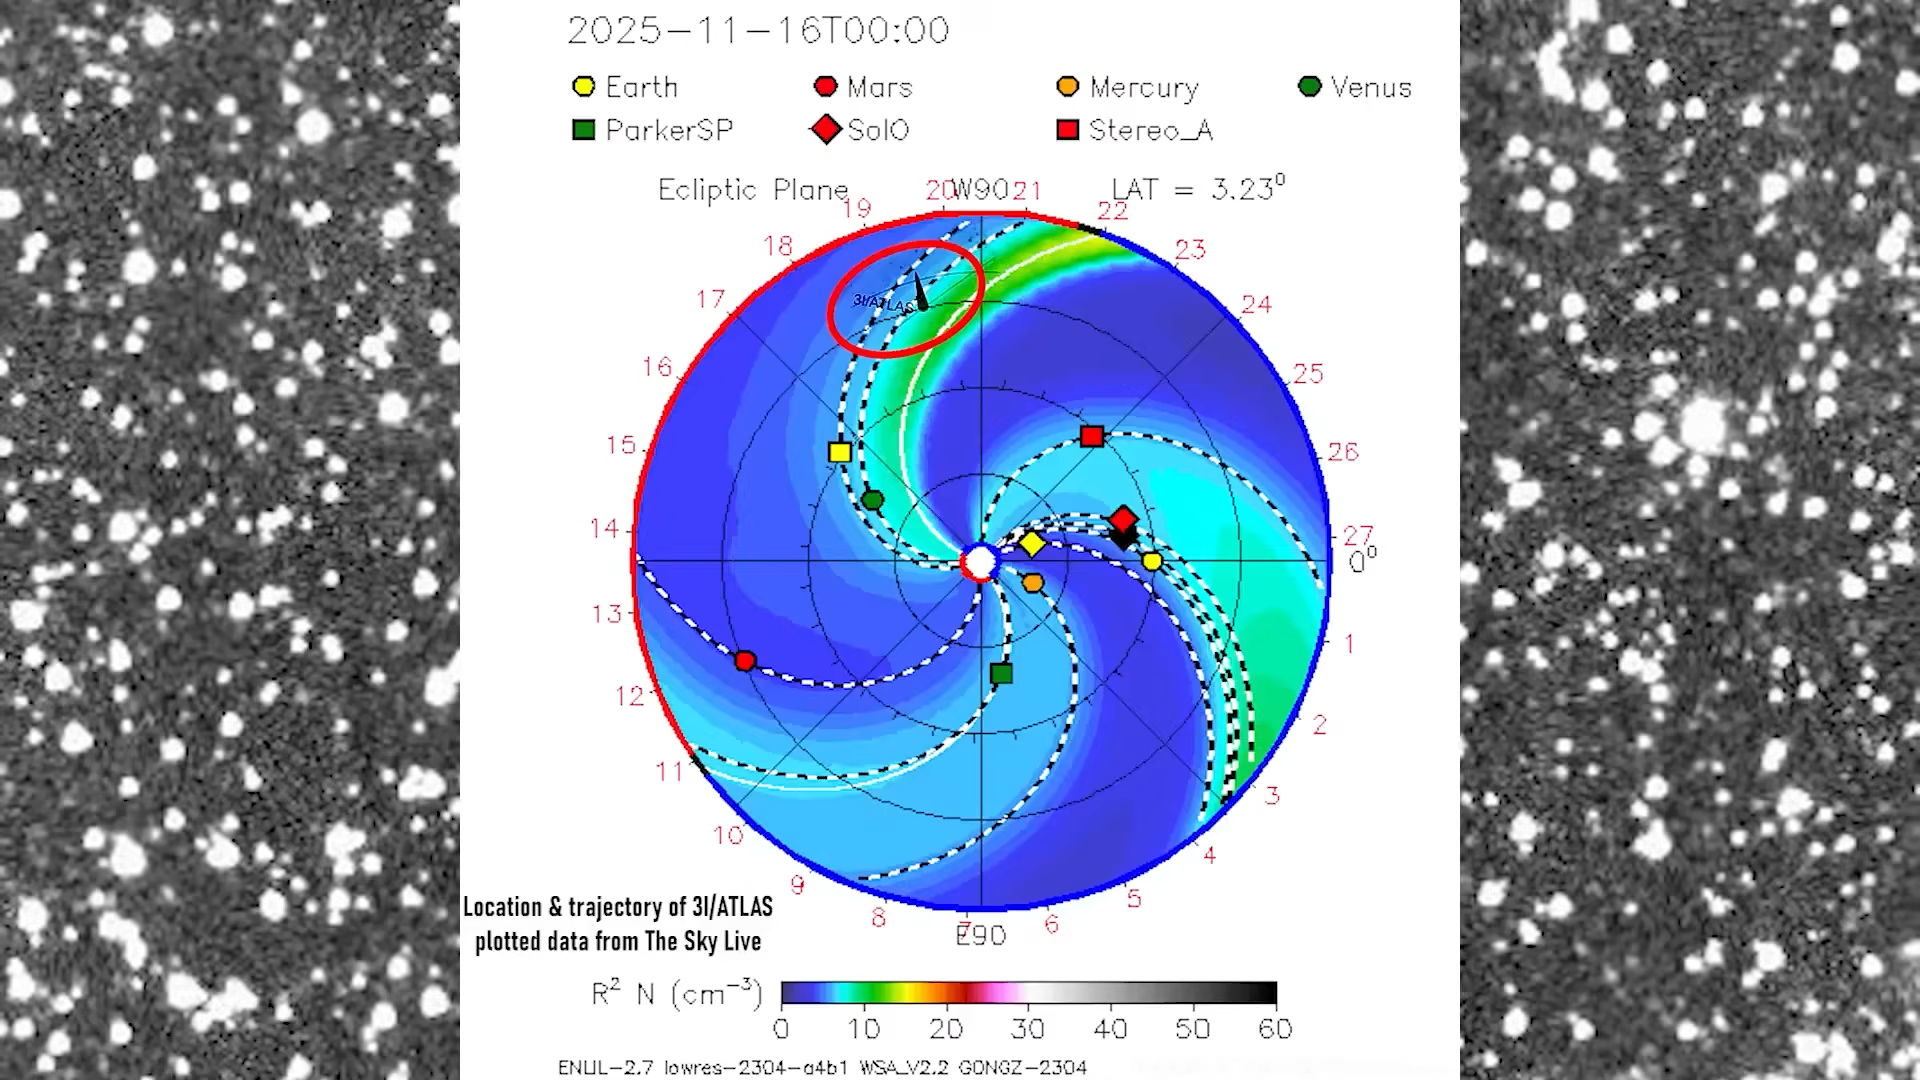 2025-11-16T00:00
Earth Mars Mercury Venus
ParkerSP SolO Stereo_A
Ecliptic Plane W90 LAT = 3.23⁰
20 21
19 22
18 23
17 24
16 25
15 26
14 27
0⁰
13 1
12 2
11 3
10 4
9 5
8 7 6
E90
3I/ATLAS
Location & trajectory of 3I/ATLAS
plotted data from The Sky Live
R² N (cm⁻³)
0 10 20 30 40 50 60
ENLIL-2.7 lowres-2304-a4b1 WSA_V2.2 GONGZ-2304